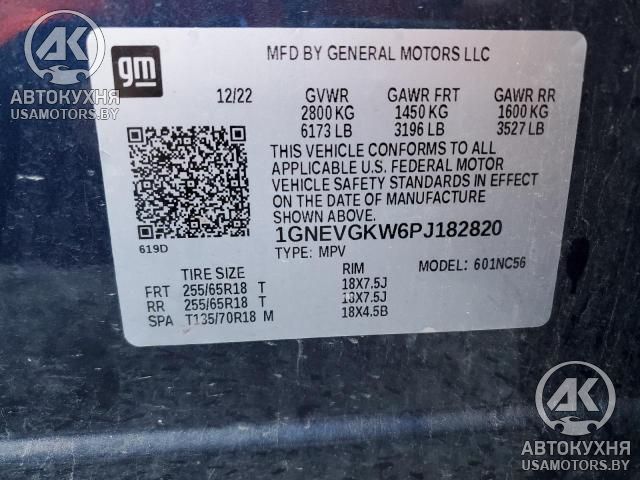 gm
MFD BY GENERAL MOTORS LLC
12/22 GVWR GAWR FRT GAWR RR
2800 KG 1450 KG 1600 KG
6173 LB 3196 LB 3527 LB
THIS VEHICLE CONFORMS TO ALL
APPLICABLE U.S. FEDERAL MOTOR
VEHICLE SAFETY STANDARDS IN EFFECT
ON THE DATE OF MANUFACTURE
SHOWN ABOVE.
1GNEVGKW6PJ182820
619D
TYPE: MPV MODEL: 601NC56
TIRE SIZE RIM
FRT 255/65R18 T 18X7.5J
RR 255/65R18 T 18X7.5J
SPA T135/70R18 M 18X4.5B
АК
АВТОКУХНЯ
USAMOTORS.BY
АК
АВТОКУХНЯ
USAMOTORS.BY